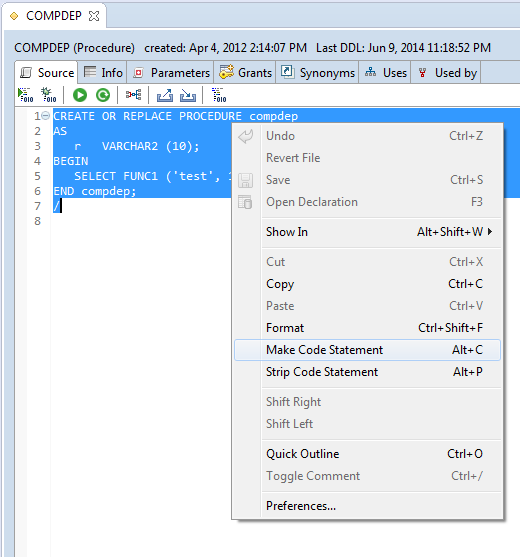 COMPDEP
COMPDEP (Procedure) created: Apr 4, 2012 2:14:07 PM Last DDL: Jun 9, 2014 11:18:52 PM
Source Info Parameters Grants Synonyms Uses Used by
1 CREATE OR REPLACE PROCEDURE compdep
2 AS
3 r VARCHAR2 (10);
4 BEGIN
5 SELECT FUNC1 ('test',
6 END compdep;
7 /
8
Undo Ctrl+Z
Revert File
Save Ctrl+S
Open Declaration F3
Show In Alt+Shift+W
Cut Ctrl+X
Copy Ctrl+C
Paste Ctrl+V
Format Ctrl+Shift+F
Make Code Statement Alt+C
Strip Code Statement Alt+P
Shift Right
Shift Left
Quick Outline Ctrl+O
Toggle Comment Ctrl+/
Preferences...